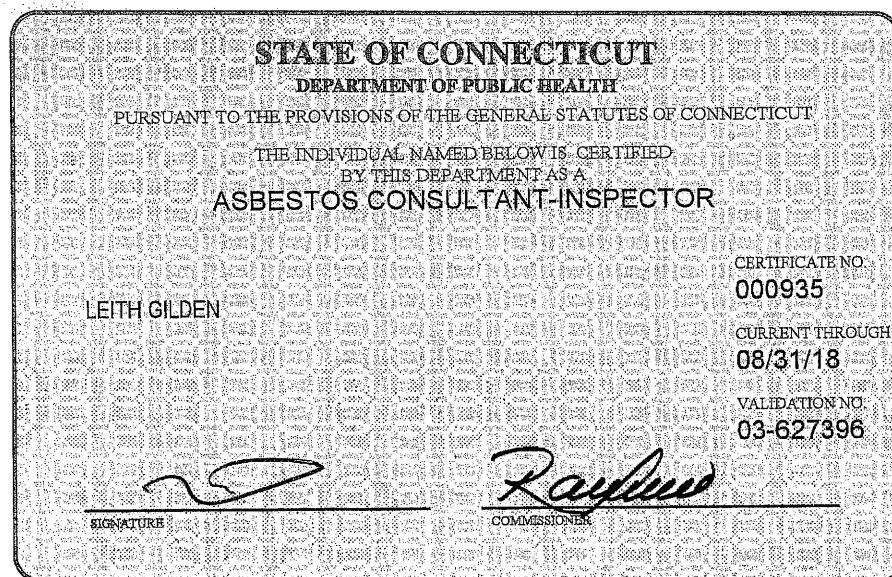 STATE OF CONNECTICUT
DEPARTMENT OF PUBLIC HEALTH
PURSUANT TO THE PROVISIONS OF THE GENERAL STATUTES OF CONNECTICUT
THE INDIVIDUAL NAMED BELOW IS CERTIFIED
BY THIS DEPARTMENT AS A
ASBESTOS CONSULTANT-INSPECTOR
LEITH GILDEN
CERTIFICATE NO.
000935
CURRENT THROUGH
08/31/18
VALIDATION NO.
03-627396
SIGNATURE
COMMISSIONER